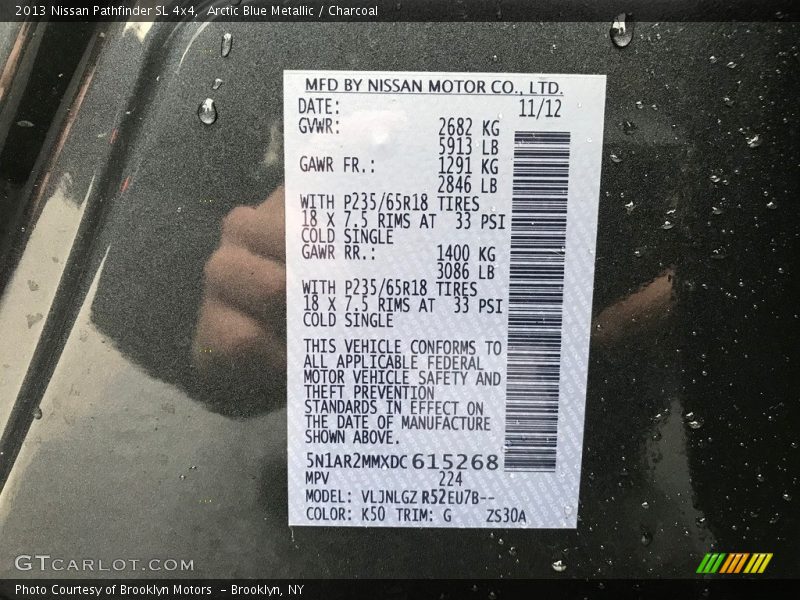 2013 Nissan Pathfinder SL 4x4, Arctic Blue Metallic / Charcoal
MFD BY NISSAN MOTOR CO., LTD.
DATE: 11/12
GVWR: 2682 KG
5913 LB
GAWR FR.: 1291 KG
2846 LB
WITH P235/65R18 TIRES
18 X 7.5 RIMS AT 33 PSI
COLD SINGLE
GAWR RR.: 1400 KG
3086 LB
WITH P235/65R18 TIRES
18 X 7.5 RIMS AT 33 PSI
COLD SINGLE
THIS VEHICLE CONFORMS TO
ALL APPLICABLE FEDERAL
MOTOR VEHICLE SAFETY AND
THEFT PREVENTION
STANDARDS IN EFFECT ON
THE DATE OF MANUFACTURE
SHOWN ABOVE.
5N1AR2MMXDC615268
MPV 224
MODEL: VLJNLGZ R52EU7B--
COLOR: K50 TRIM: G ZS30A
GTCARLOT.COM
Photo Courtesy of Brooklyn Motors - Brooklyn, NY